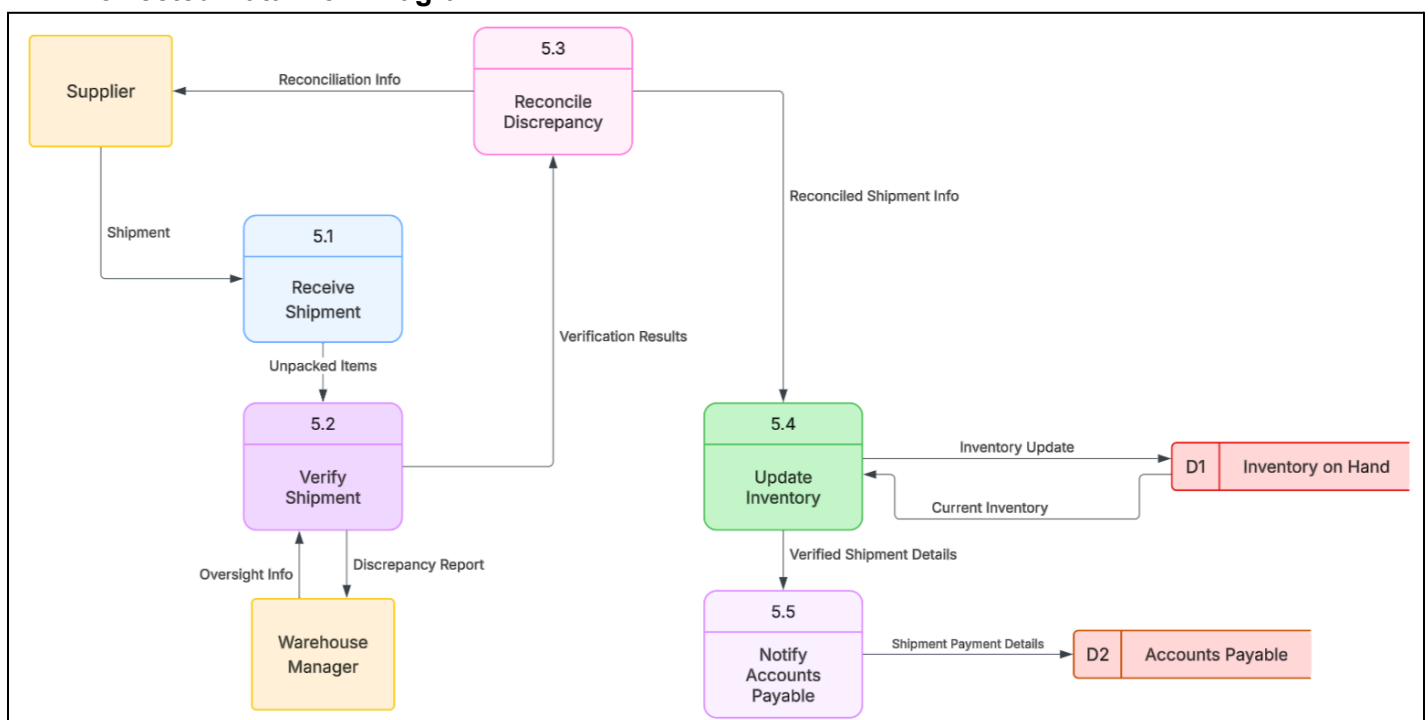 5.3
Supplier
Reconciliation Info
Reconcile
Discrepancy
Reconciled Shipment Info
Shipment
5.1
Receive
Shipment
Verification Results
Unpacked Items
5.2
Verify
Shipment
5.4
Update
Inventory
Inventory Update
D1
Inventory on Hand
Current Inventory
Oversight Info
Discrepancy Report
Verified Shipment Details
Warehouse
Manager
5.5
Notify
Accounts
Payable
Shipment Payment Details
D2
Accounts Payable